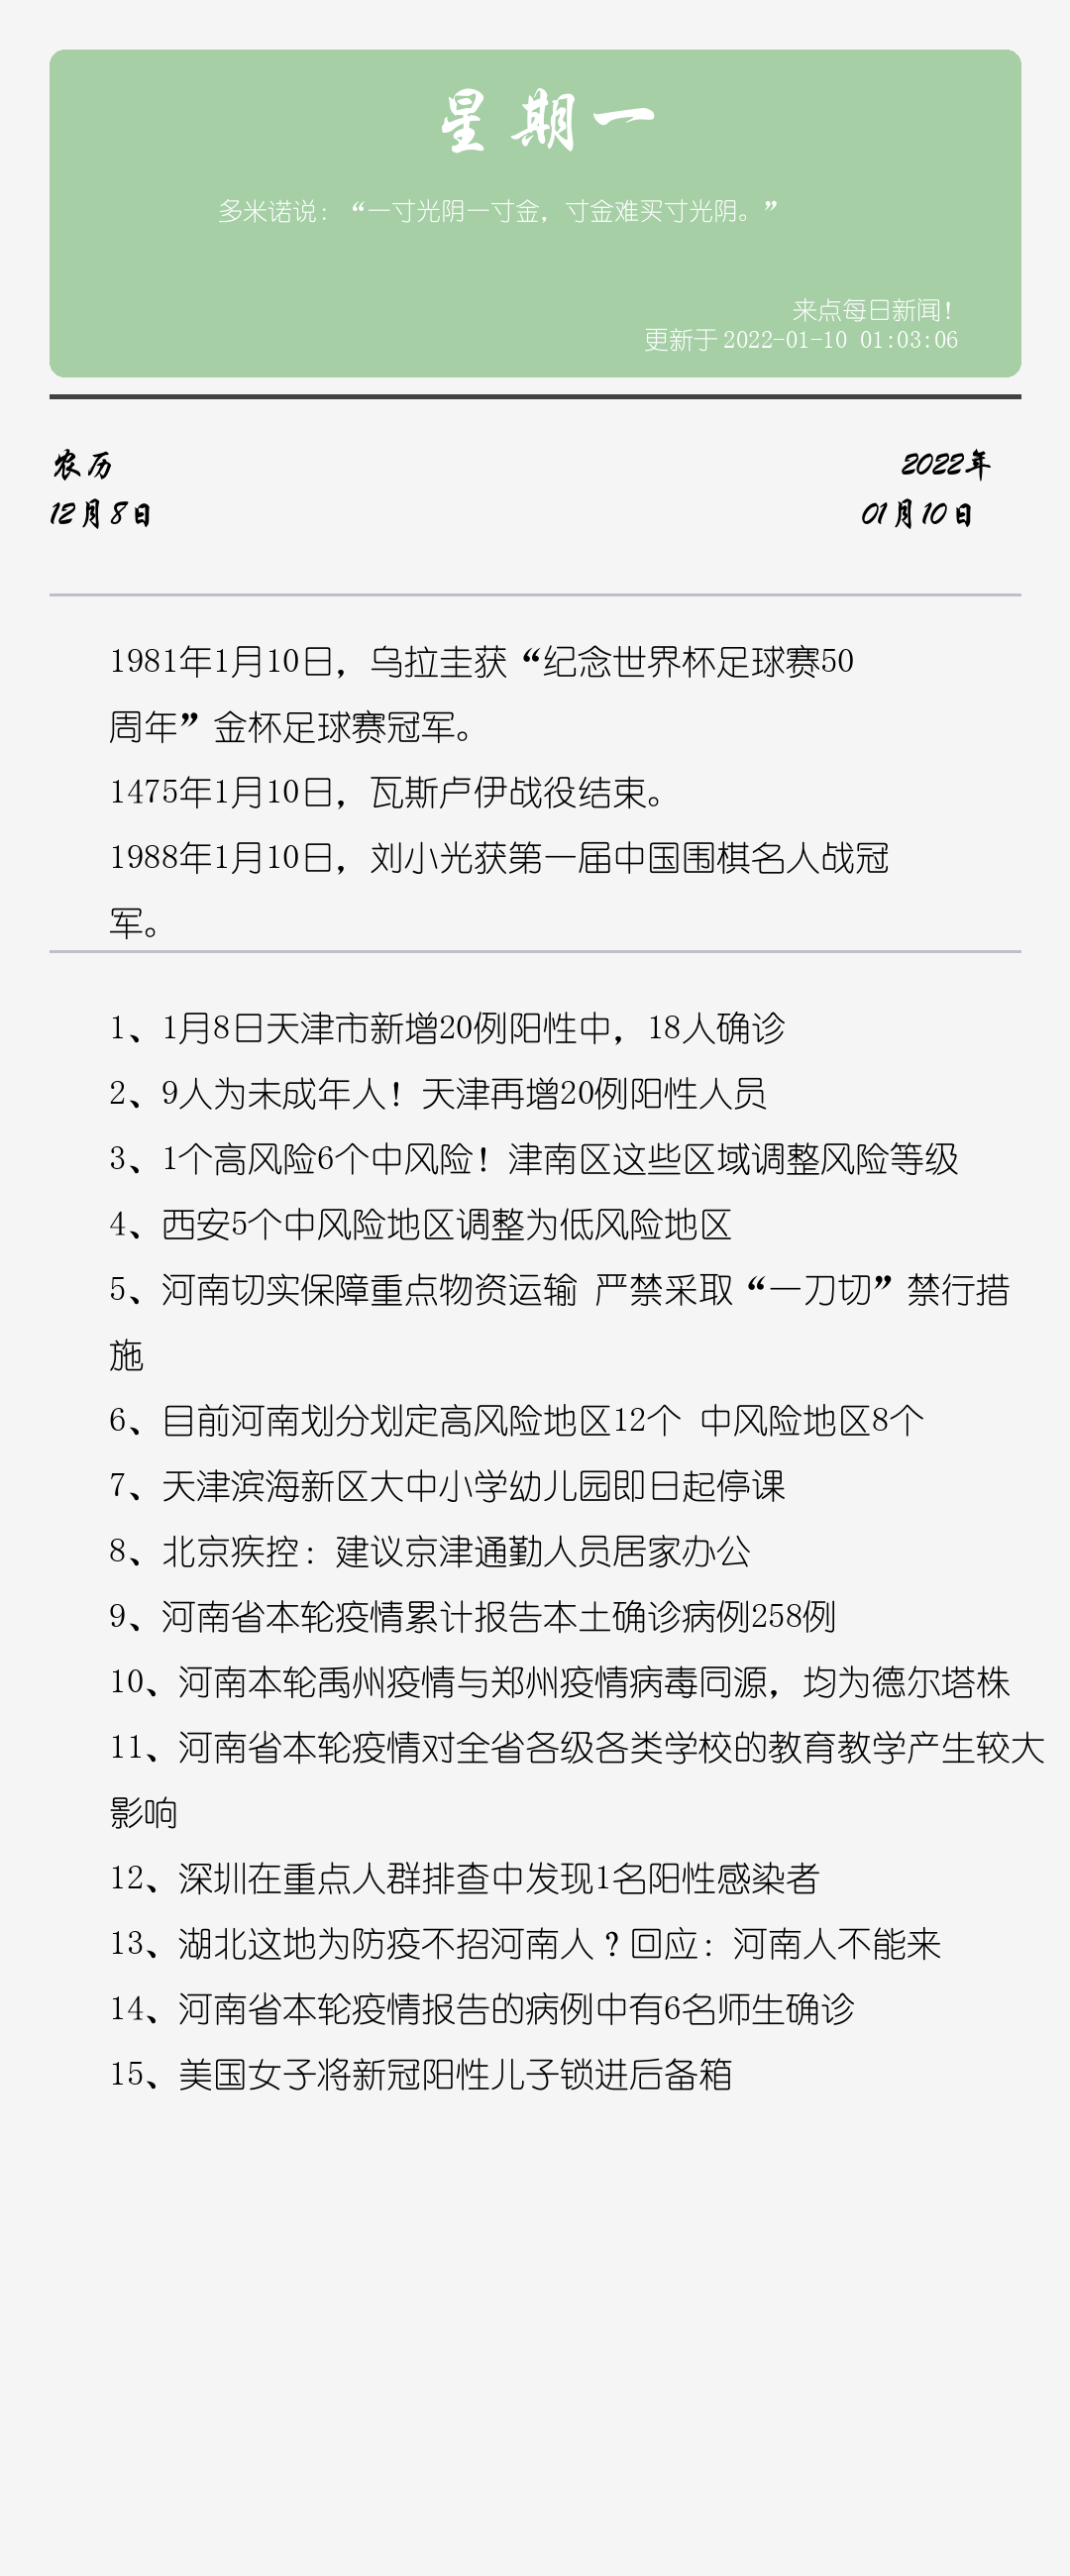 星期一
多米诺说：“一寸光阴一寸金，寸金难买寸光阴。”
来点每日新闻！
更新于 2022-01-10 01:03:06
农历
2022年
12月8日
01月10日
1981年1月10日，乌拉圭获“纪念世界杯足球赛50
周年”金杯足球赛冠军。
1475年1月10日，瓦斯卢伊战役结束。
1988年1月10日，刘小光获第一届中国围棋名人战冠
军。
1、1月8日天津市新增20例阳性中，18人确诊
2、9人为未成年人！天津再增20例阳性人员
3、1个高风险6个中风险！津南区这些区域调整风险等级
4、西安5个中风险地区调整为低风险地区
5、河南切实保障重点物资运输 严禁采取“一刀切”禁行措
施
6、目前河南划分划定高风险地区12个 中风险地区8个
7、天津滨海新区大中小学幼儿园即日起停课
8、北京疾控：建议京津通勤人员居家办公
9、河南省本轮疫情累计报告本土确诊病例258例
10、河南本轮禹州疫情与郑州疫情病毒同源，均为德尔塔株
11、河南省本轮疫情对全省各级各类学校的教育教学产生较大
影响
12、深圳在重点人群排查中发现1名阳性感染者
13、湖北这地为防疫不招河南人？回应：河南人不能来
14、河南省本轮疫情报告的病例中有6名师生确诊
15、美国女子将新冠阳性儿子锁进后备箱